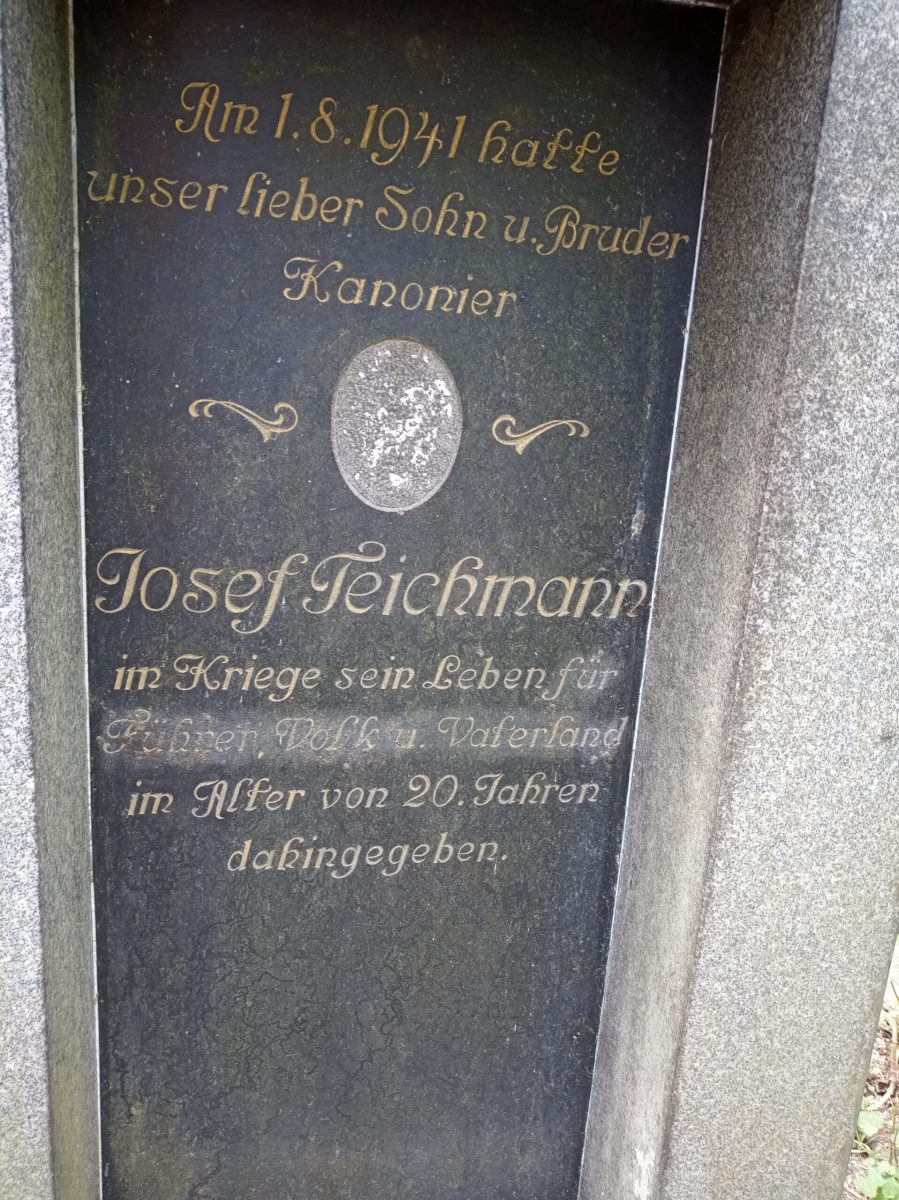 Am 1.8.1941 hatte
unser lieber Sohn u. Bruder
Kanonier
Josef Teichmann
im Kriege sein Leben für
Führer, Volk u. Vaterland
im Alter von 20. Jahren
dahingegeben.